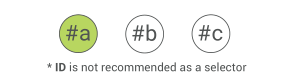 #a #b #c
* ID is not recommended as a selector